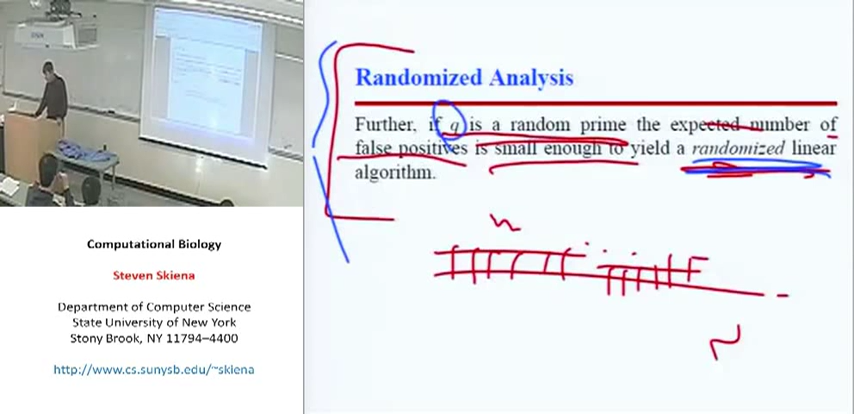 Computational Biology
Steven Skiena
Department of Computer Science
State University of New York
Stony Brook, NY 11794–4400
http://www.cs.sunysb.edu/~skiena
Randomized Analysis
Further, if q is a random prime the expected number of
false positives is small enough to yield a randomized linear
algorithm.
n